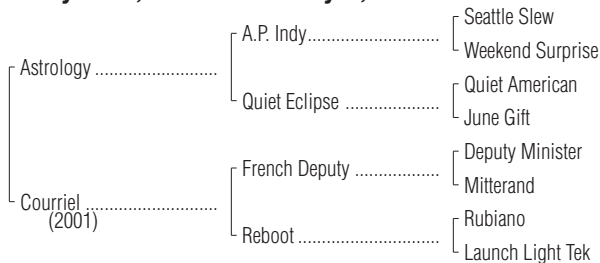 Seattle Slew
A.P. Indy
Weekend Surprise
Astrology
Quiet American
Quiet Eclipse
June Gift
Deputy Minister
French Deputy
Mitterand
Courriel
(2001)
Rubiano
Reboot
Launch Light Tek